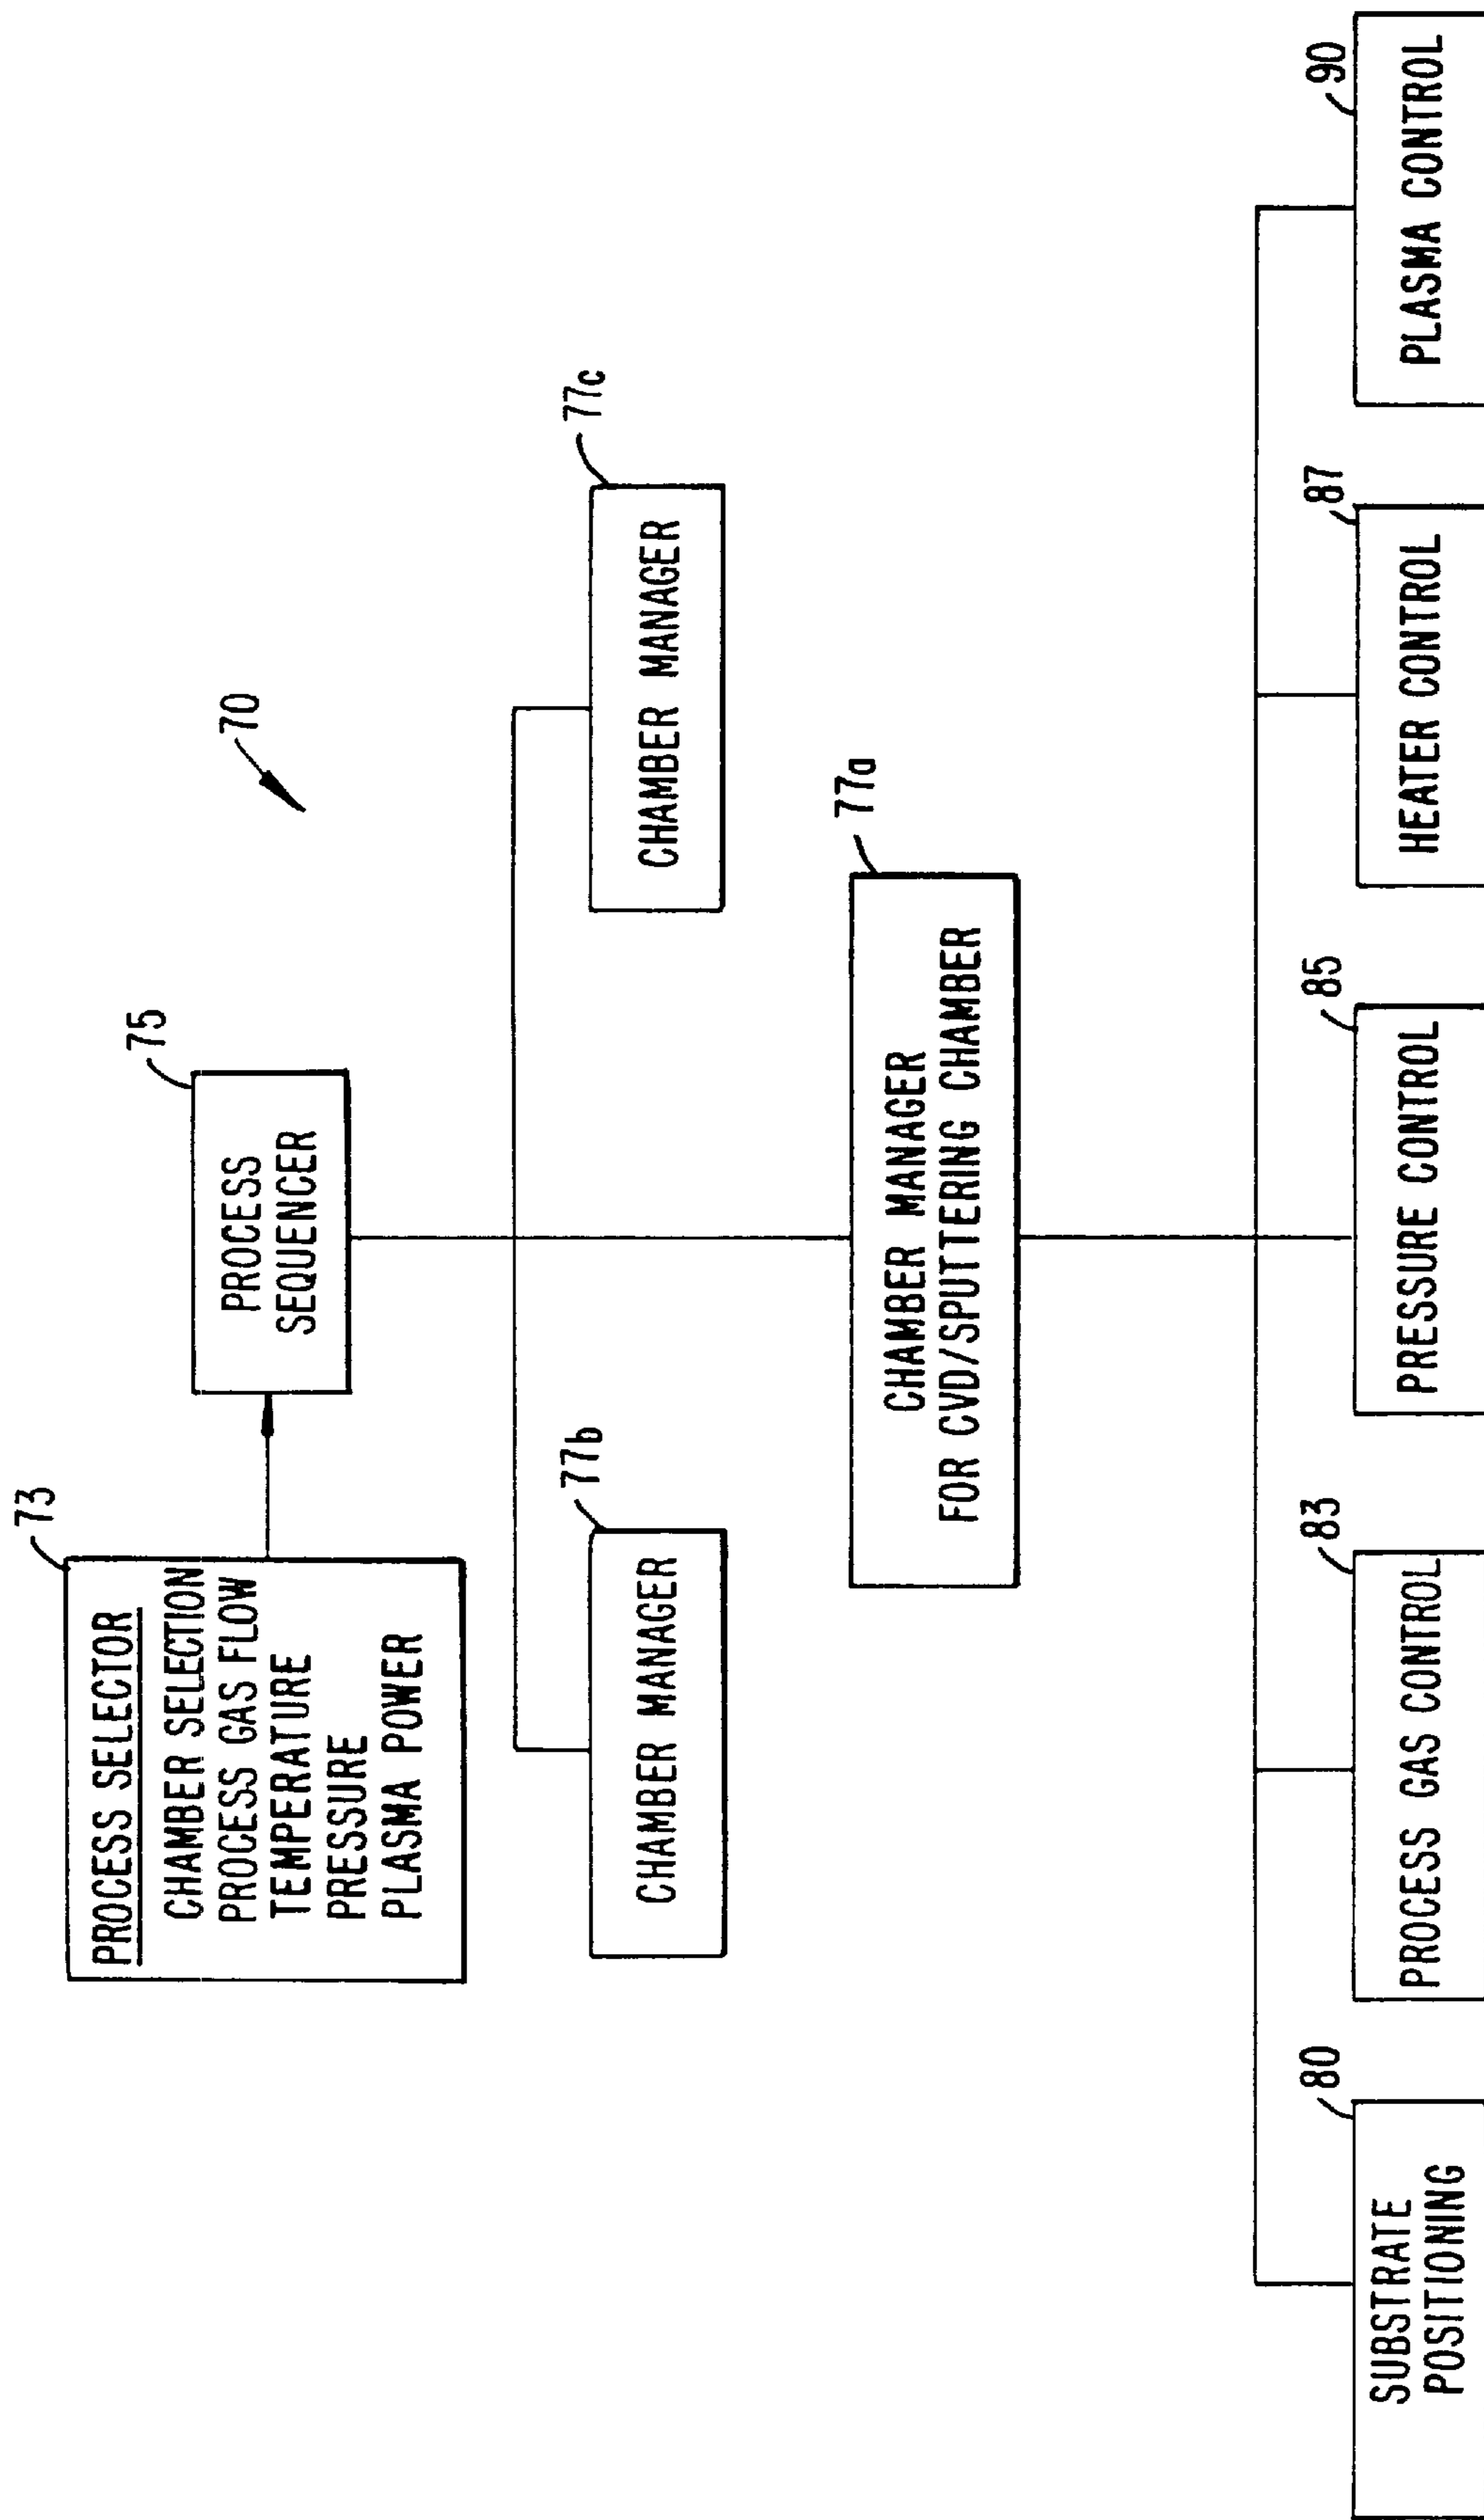 70
73
PROCESS SELECTOR
CHAMBER SELECTION
PROCESS GAS FLOW
TEMPERATURE
PRESSURE
PLASMA POWER
75
PROCESS
SEQUENCER
77b
CHAMBER MANAGER
77c
CHAMBER MANAGER
77a
CHAMBER MANAGER
FOR CVD/SPUTTERING CHAMBER
80
SUBSTRATE
POSITIONING
83
PROCESS GAS CONTROL
85
PRESSURE CONTROL
87
HEATER CONTROL
90
PLASMA CONTROL